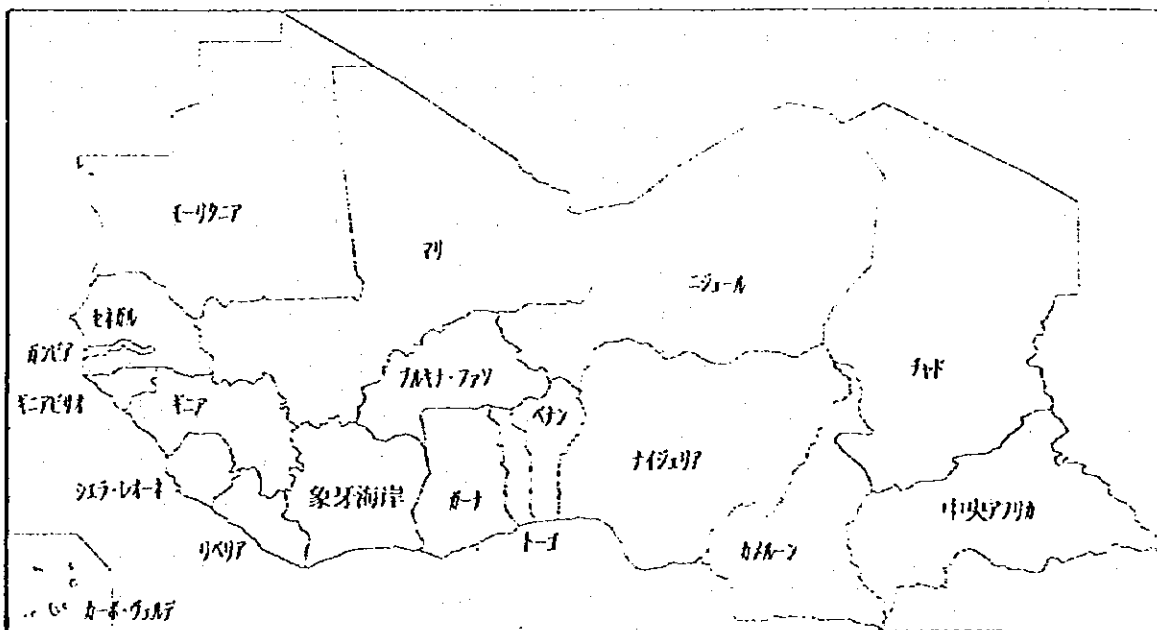 モーリタニア
マリ
ニジェール
セネガル
ガンビア
チャド
ブルキナ・ファソ
ベナン
ギニアビサオ
ギニア
ナイジェリア
シエラ・レオーネ
象牙海岸
ガーナ
中央アフリカ
リベリア
トーゴ
カメルーン
カーボ・ヴェルデ